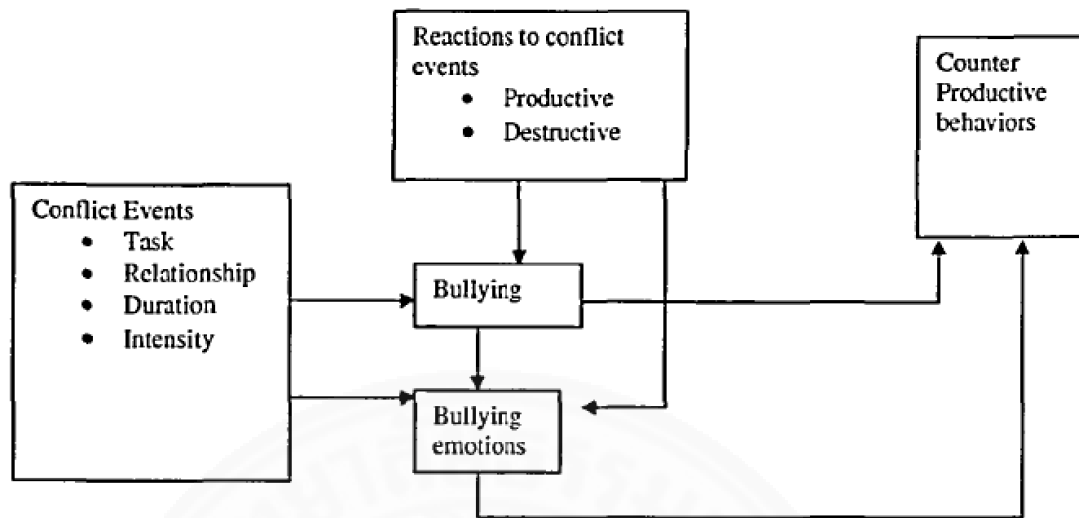 Reactions to conflict
events
• Productive
• Destructive
Counter
Productive
behaviors
Conflict Events
• Task
• Relationship
• Duration
• Intensity
Bullying
Bullying
emotions